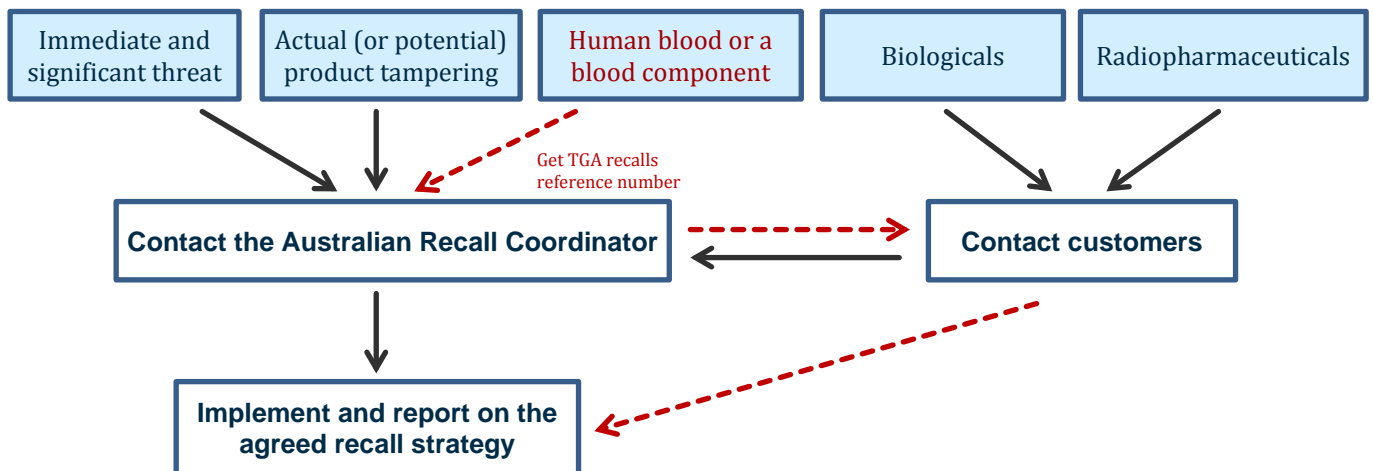 Immediate and
significant threat
Actual (or potential)
product tampering
Human blood or a
blood component
Biologicals
Radiopharmaceuticals
Get TGA recalls
reference number
Contact the Australian Recall Coordinator
Contact customers
Implement and report on the
agreed recall strategy